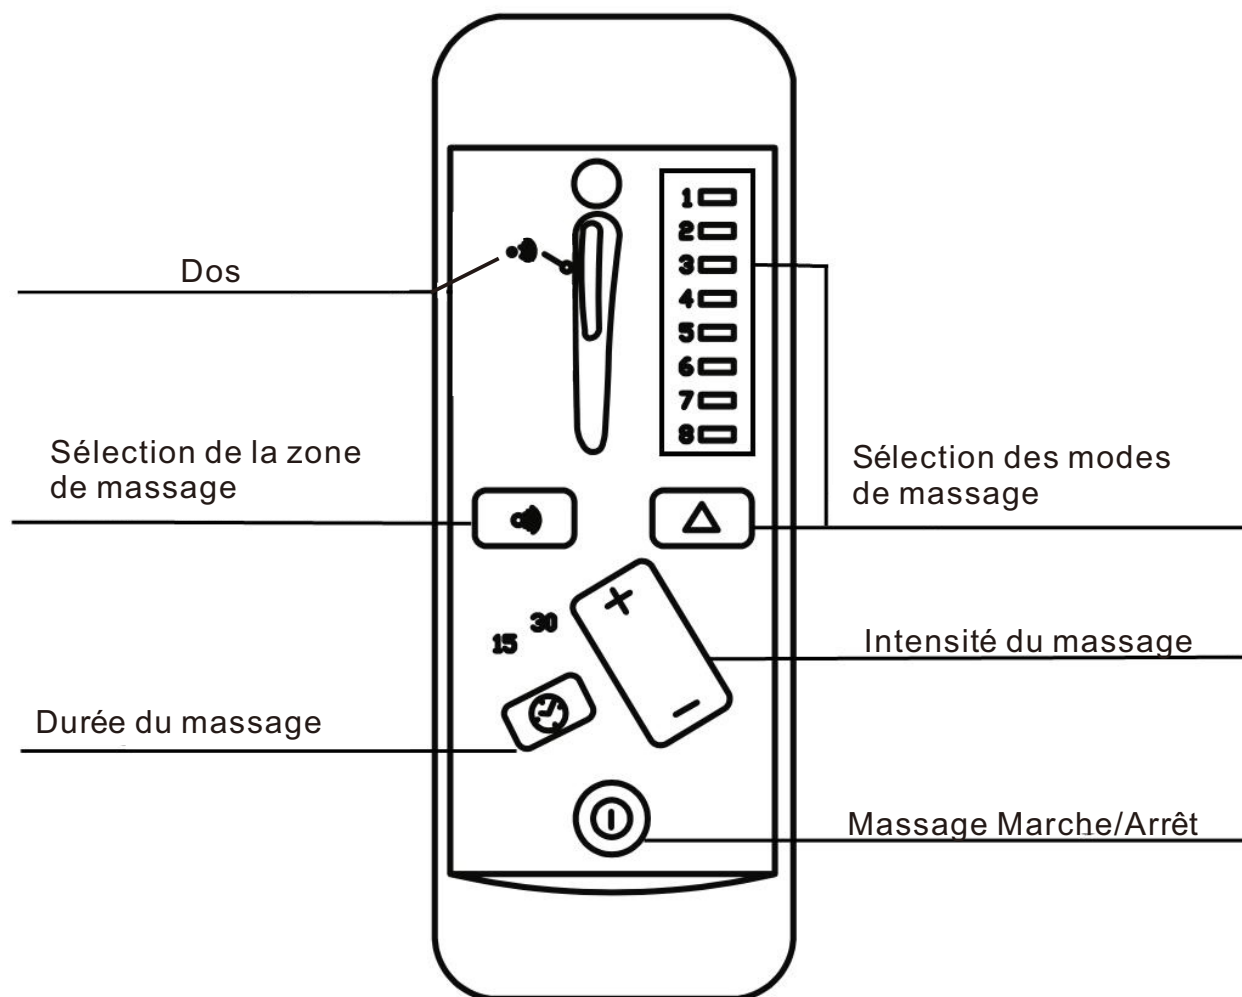 1
2
Dos
3
4
5
6
7
8
Sélection de la zone
de massage
Sélection des modes
de massage
+
30
15
Intensité du massage
–
Durée du massage
Massage Marche/Arrêt